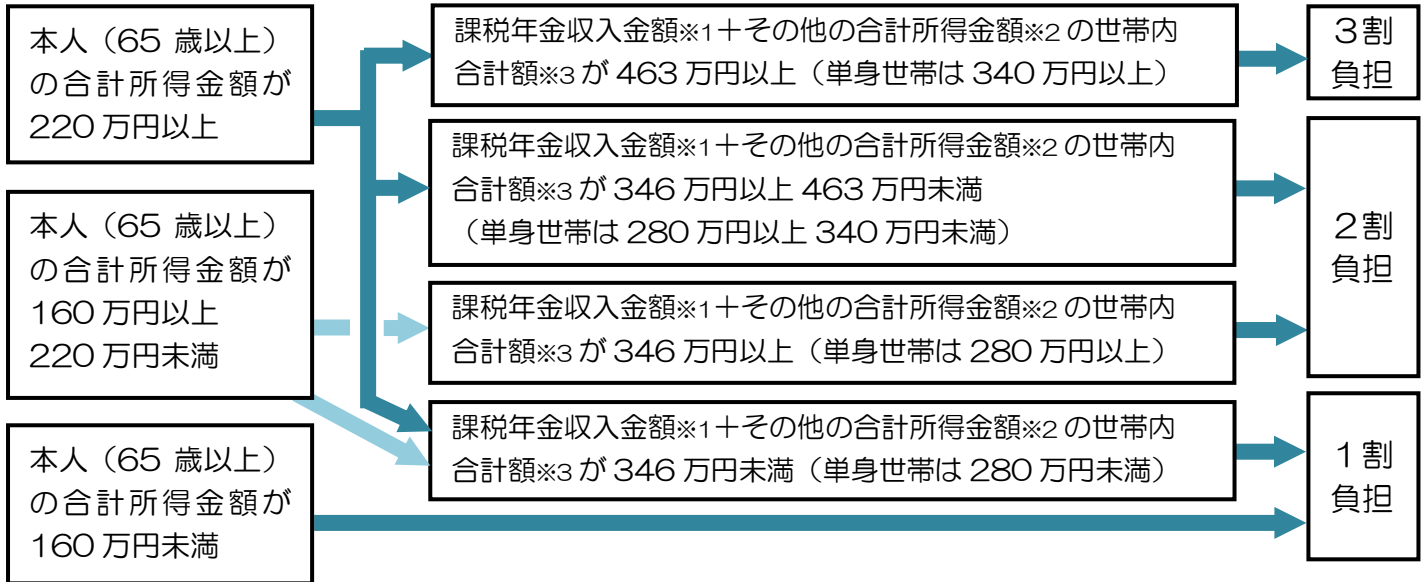 本人（65 歳以上）
の合計所得金額が
220 万円以上
課税年金収入金額※1＋その他の合計所得金額※2 の世帯内
合計額※3 が 463 万円以上（単身世帯は 340 万円以上）
3割
負担
課税年金収入金額※1＋その他の合計所得金額※2 の世帯内
合計額※3 が 346 万円以上 463 万円未満
（単身世帯は 280 万円以上 340 万円未満）
本人（65 歳以上）
の合計所得金額が
160 万円以上
220 万円未満
課税年金収入金額※1＋その他の合計所得金額※2 の世帯内
合計額※3 が 346 万円以上（単身世帯は 280 万円以上）
2割
負担
課税年金収入金額※1＋その他の合計所得金額※2 の世帯内
合計額※3 が 346 万円未満（単身世帯は 280 万円未満）
本人（65 歳以上）
の合計所得金額が
160 万円未満
1割
負担